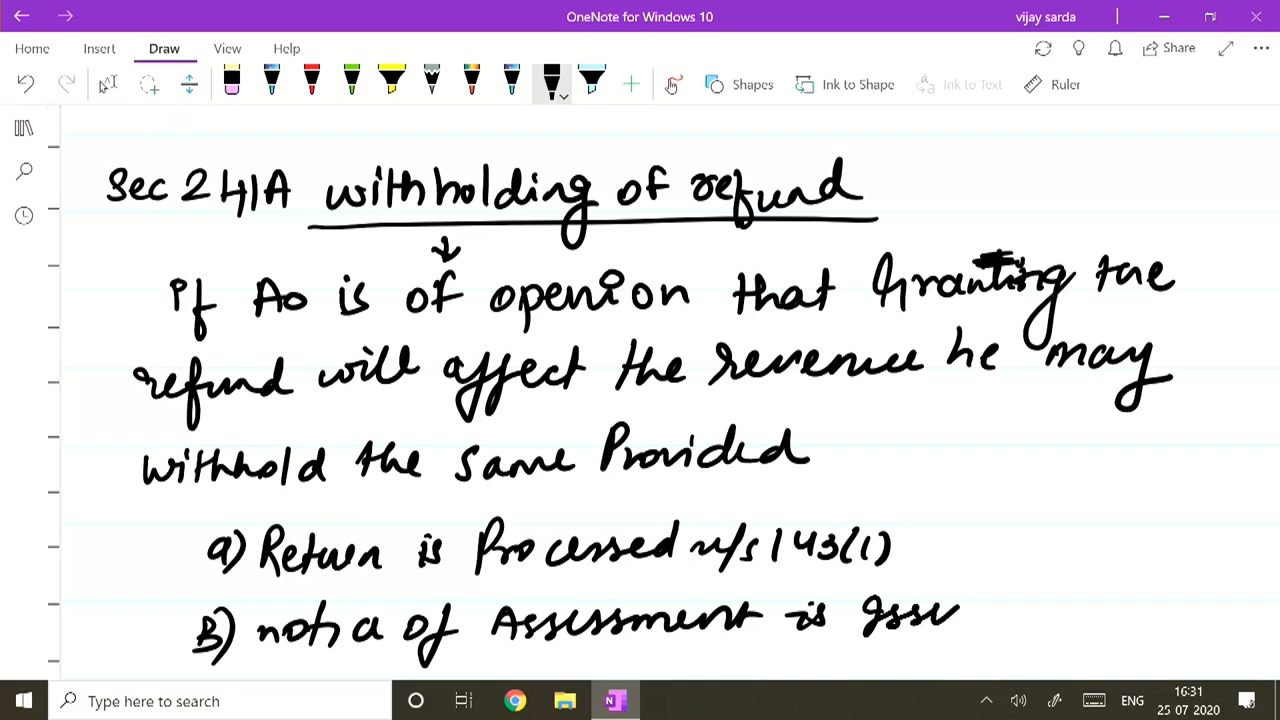 OneNote for Windows 10
vijay sarda
Home Insert Draw View Help
Share
Shapes Ink to Shape Ink to Text Ruler
Sec 241A withholding of refund
If AO is of openion that Granting the
refund will affect the revenue he may
withhold the same Provided
a) Return is Processed u/s 143(1)
B) notice of Assessment is Issu
Type here to search
ENG
16:31
25-07-2020